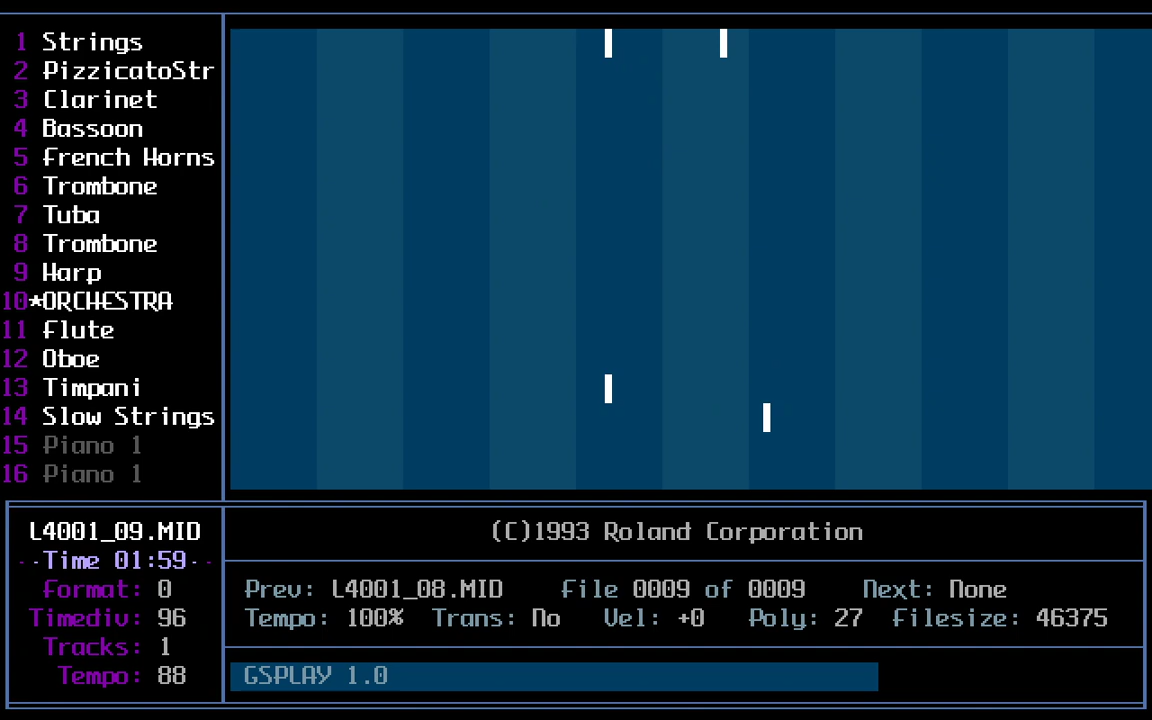 1 Strings
2 PizzicatoStr
3 Clarinet
4 Bassoon
5 French Horns
6 Trombone
7 Tuba
8 Trombone
9 Harp
10*ORCHESTRA
11 Flute
12 Oboe
13 Timpani
14 Slow Strings
15 Piano 1
16 Piano 1
L4001_09.MID
Time 01:59
Format: 0
Timediv: 96
Tracks: 1
Tempo: 88
(C)1993 Roland Corporation
Prev: L4001_08.MID File 0009 of 0009 Next: None
Tempo: 100% Trans: No Vel: +0 Poly: 27 Filesize: 46375
GSPLAY 1.0